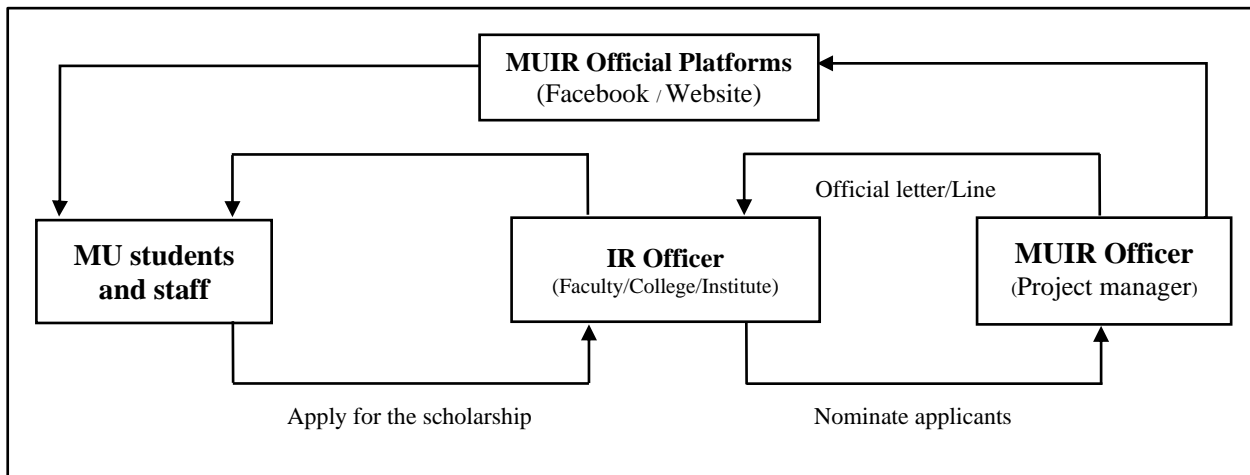 MUIR Official Platforms
(Facebook / Website)
Official letter/Line
MU students
and staff
IR Officer
(Faculty/College/Institute)
MUIR Officer
(Project manager)
Apply for the scholarship
Nominate applicants